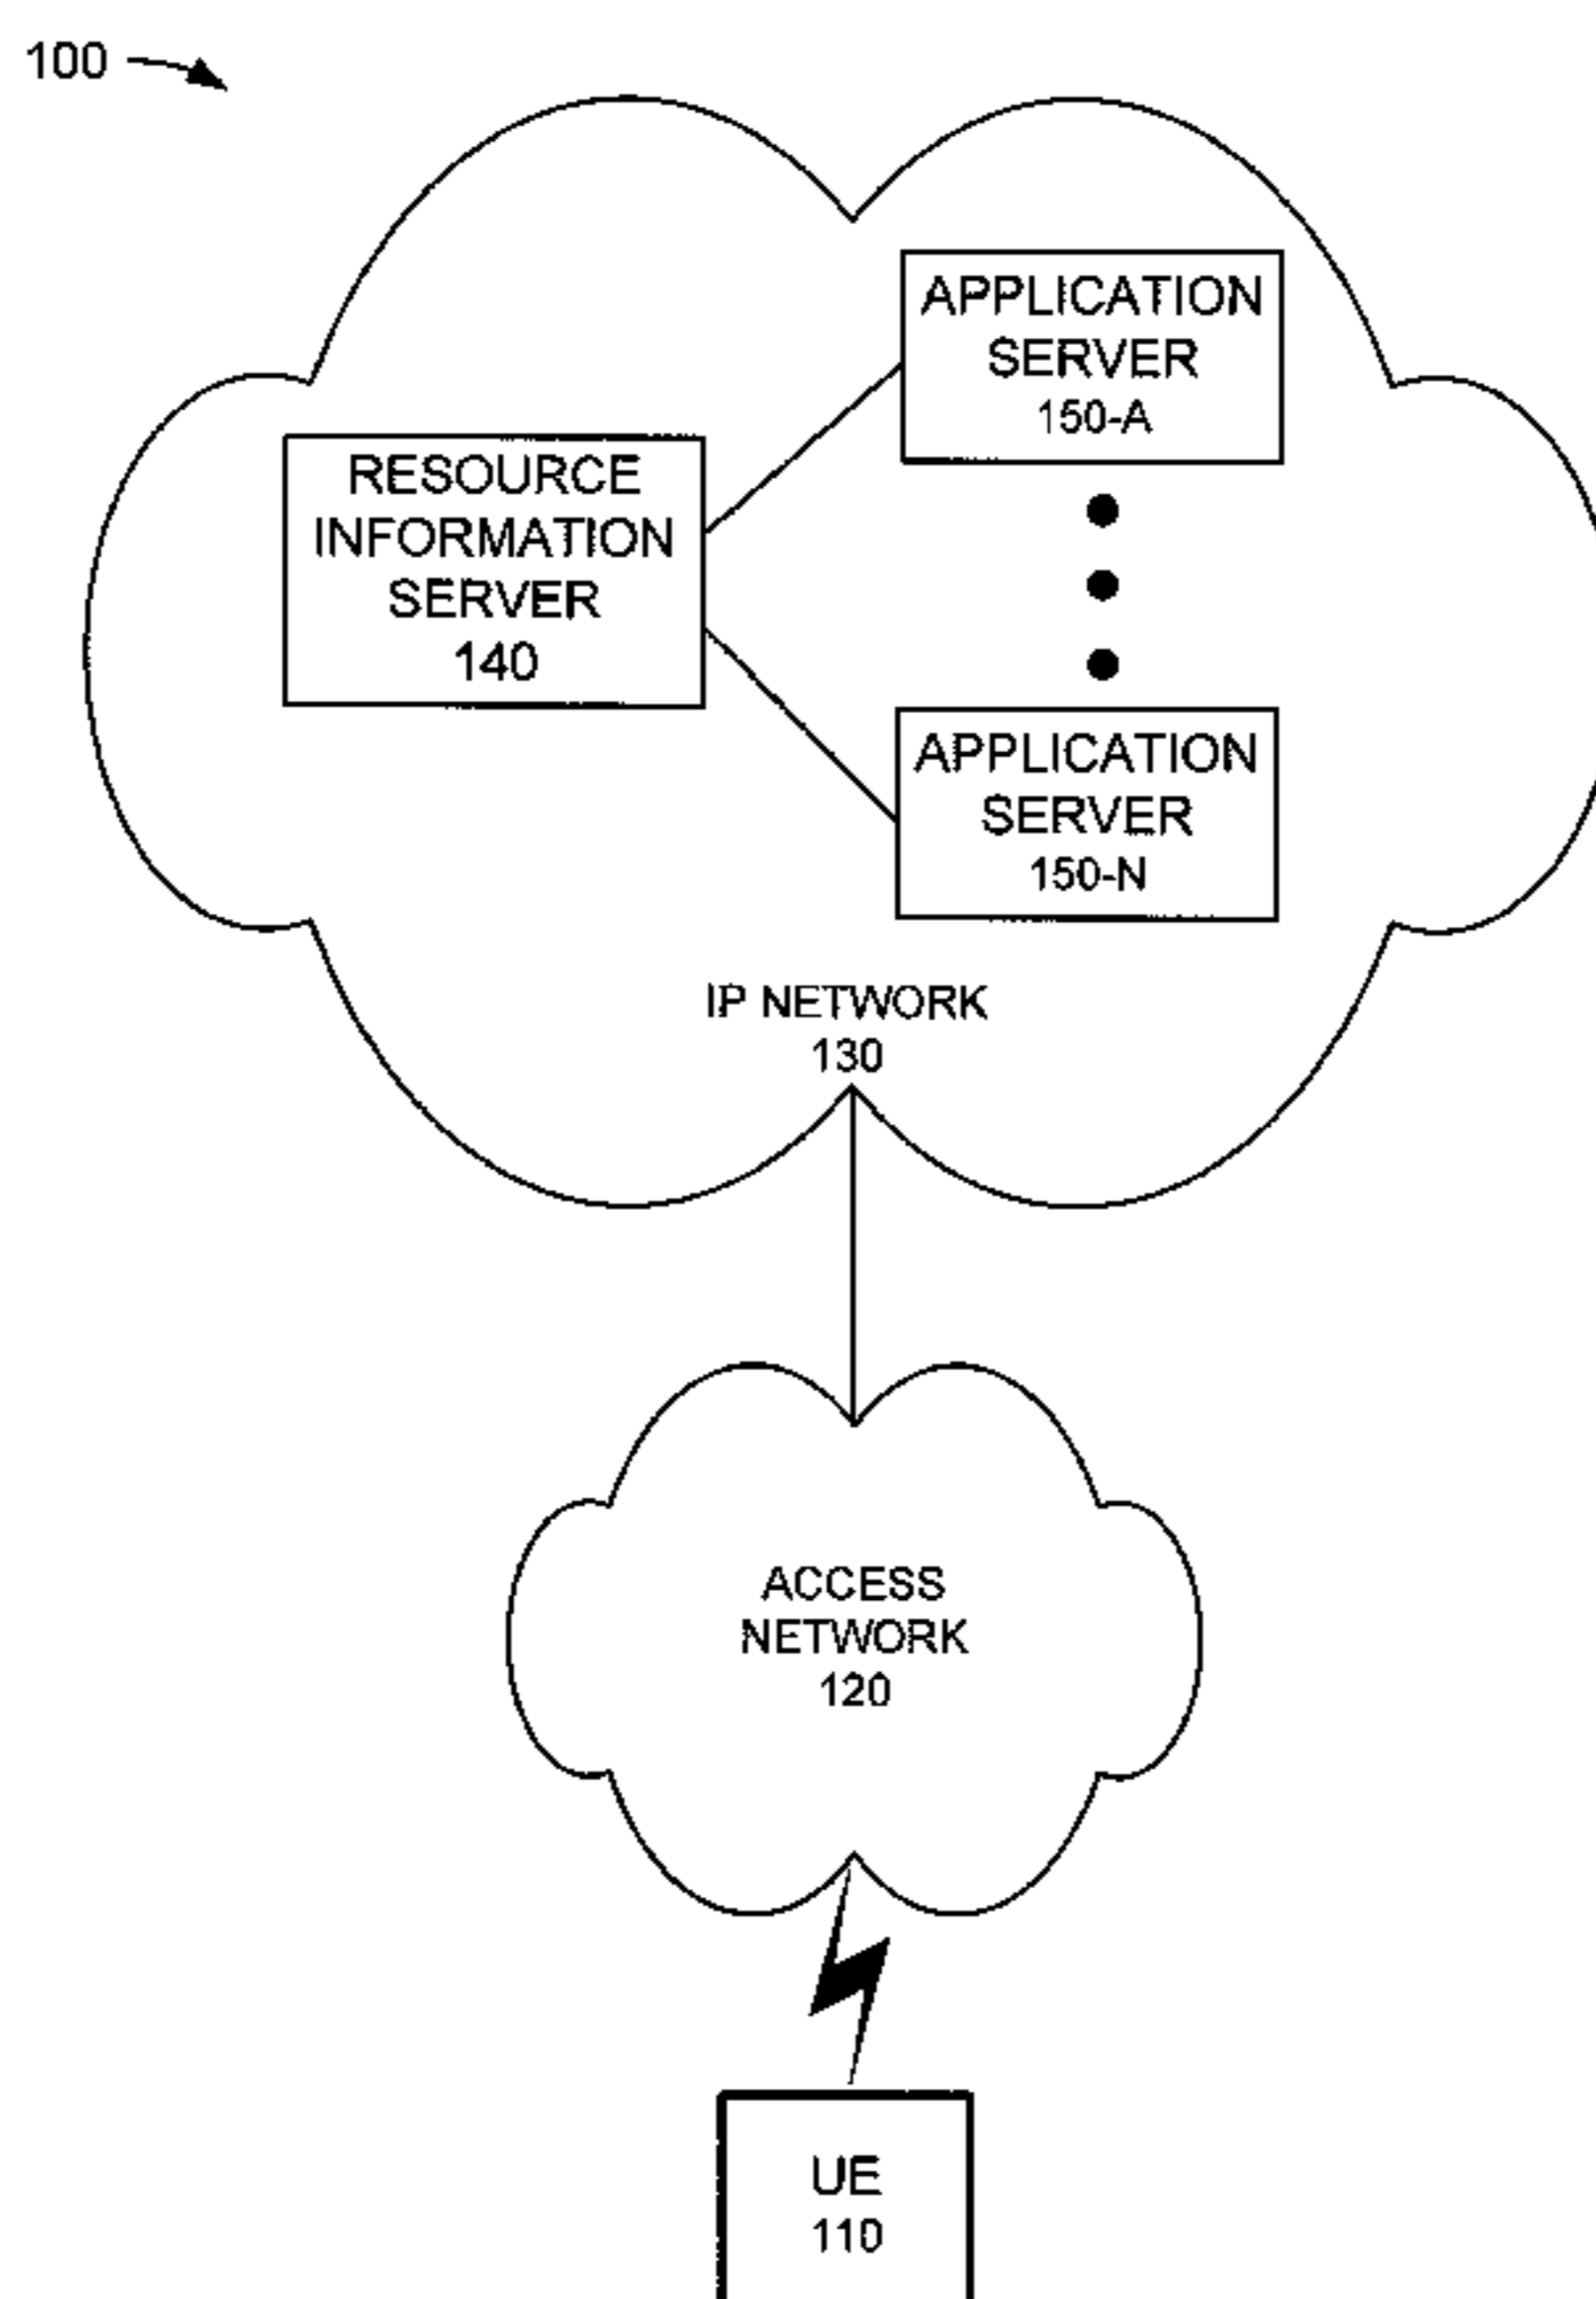 100
APPLICATION
SERVER
150-A
RESOURCE
INFORMATION
SERVER
140
APPLICATION
SERVER
150-N
IP NETWORK
130
ACCESS
NETWORK
120
UE
110